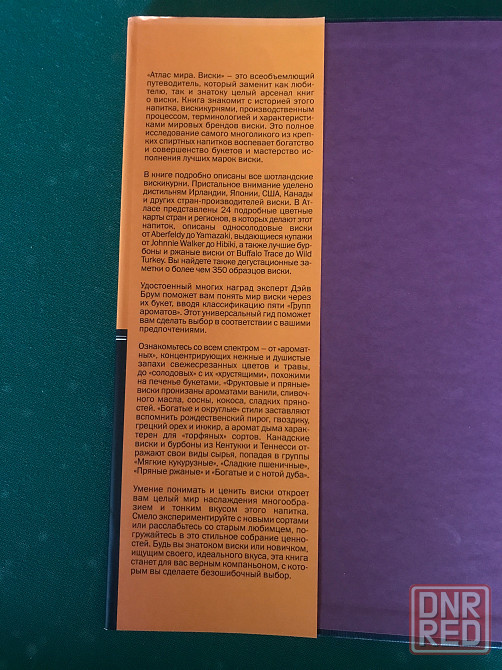 «Атлас мира. Виски» – это всеобъемлющий
путеводитель, который заменит как люби-
телю, так и знатоку целый арсенал книг
о виски. Книга знакомит с историей этого
напитка, вискикурнями, производственным
процессом, терминологией и характеристи-
ками мировых брендов виски. Это полное
исследование самого многоликого из креп-
ких спиртных напитков воспевает богатство
и совершенство букетов и мастерство ис-
полнения лучших марок виски.
В книге подробно описаны все шотландские
вискикурни. Пристальное внимание уделено
дистильням Ирландии, Японии, США, Канады
и других стран-производителей виски. В Ат-
ласе представлены 24 подробные цветные
карты стран и регионов, в которых делают этот
напиток, описаны односолодовые виски
от Aberfeldy до Yamazaki, выдающиеся купажи
от Johnnie Walker до Hibiki, а также лучшие бур-
боны и ржаные виски от Buffalo Trace до Wild
Turkey. Вы найдете также дегустационные за-
метки о более чем 350 образцов виски.
Удостоенный многих наград эксперт Дэйв
Брум поможет вам понять мир виски через
их букет, вводя классификацию пяти «Групп
ароматов». Этот универсальный гид поможет
вам сделать выбор в соответствии с вашими
предпочтениями.
Ознакомьтесь со всем спектром – от «аромат-
ных», концентрирующих нежные и душистые
запахи свежесрезанных цветов и травы,
до «солодовых» с их «хрустящими», похожими
на печенье букетами. «Фруктовые и пряные»
виски пронизаны ароматами ванили, сливоч-
ного масла, сосны, кокоса, сладких пряно-
стей. «Богатые и округлые» стили заставляют
вспомнить рождественский пирог, гвоздику,
грецкий орех и инжир, а аромат дыма харак-
терен для «торфяных» сортов. Канадские
виски и бурбоны из Кентукки и Теннесси от-
ражают свои виды сырья, попадая в группы
«Мягкие кукурузные», «Сладкие пшеничные»,
«Пряные ржаные» и «Богатые и с нотой дуба».
Умение понимать и ценить виски откроет
вам целый мир наслаждения многообра-
зием и тонким вкусом этого напитка.
Смело экспериментируйте с новыми сортами
или расслабьтесь со старым любимцем, по-
гружайтесь в это стильное собрание ценно-
стей. Будь вы знатоком виски или новичком,
ищущим своего, идеального вкуса, эта книга
станет для вас верным компаньоном, с кото-
рым вы сделаете безошибочный выбор.
DNR
RED